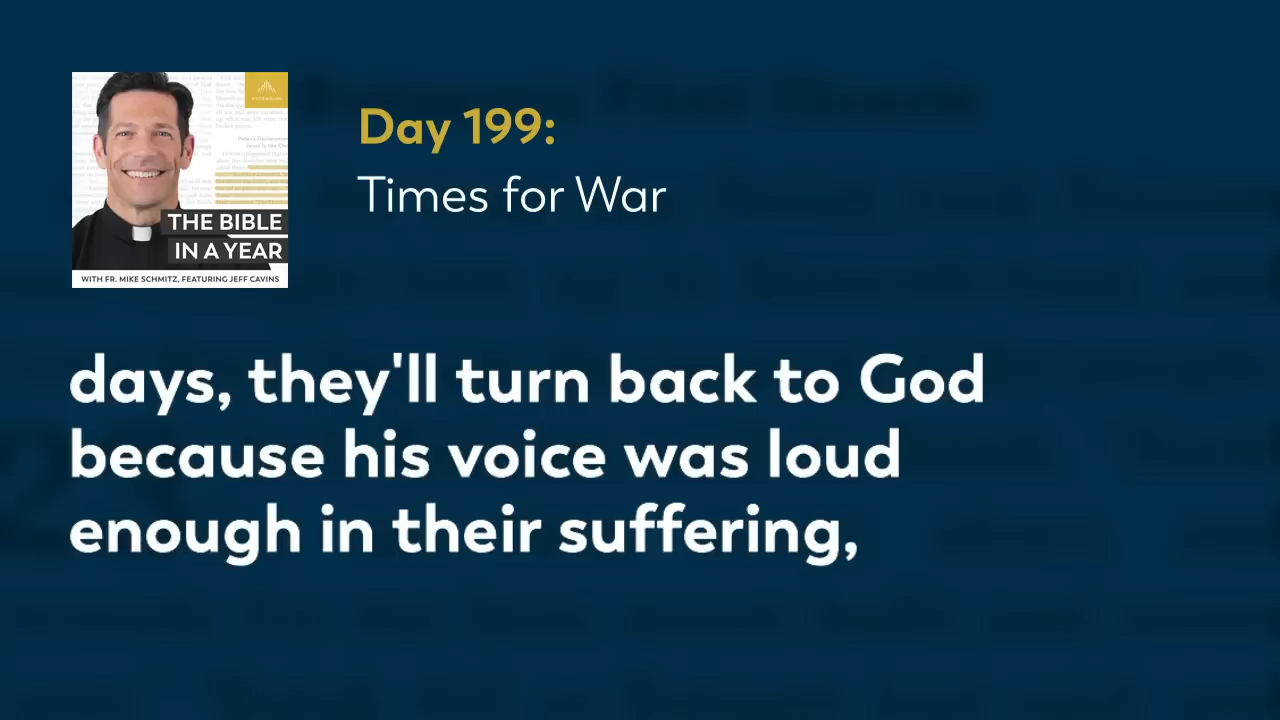 Day 199:
Times for War
THE BIBLE
IN A YEAR
WITH FR. MIKE SCHMITZ, FEATURING JEFF CAVINS
days, they'll turn back to God
because his voice was loud
enough in their suffering,